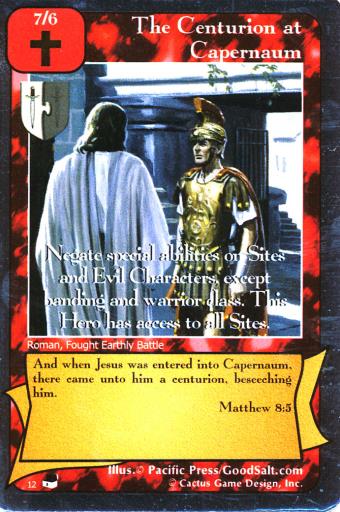 7/6
The Centurion at
Capernaum
Negate special abilities on Sites
and Evil Characters, except
banding and warrior class. This
Hero has access to all Sites.
Roman, Fought Earthly Battle
And when Jesus was entered into Capernaum,
there came unto him a centurion, beseeching
him.
Matthew 8:5
Illus.© Pacific Press/GoodSalt.com
12
© Cactus Game Design, Inc.